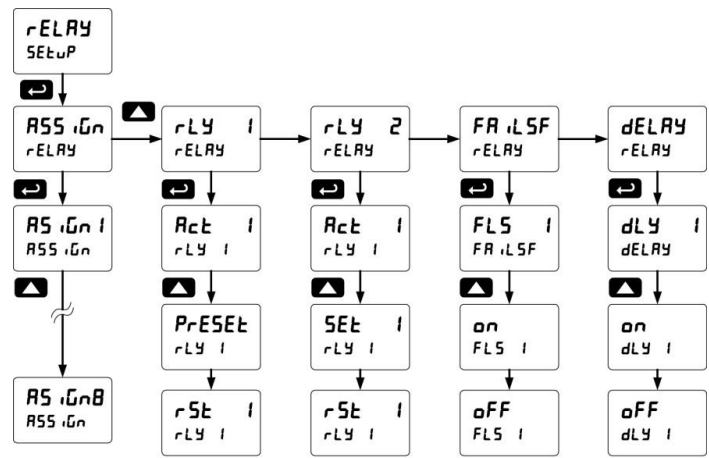 rELAY
SEtuP
ASSiGn
rELAY
rLY 1
rELAY
rLY 2
rELAY
FAiLSF
rELAY
dELAY
rELAY
ASiGn1
ASSiGn
Act 1
rLY 1
Act 1
rLY 1
FLS 1
FAiLSF
dLY 1
dELAY
PrESEt
rLY 1
SEt 1
rLY 1
on
FLS 1
on
dLY 1
ASiGn8
ASSiGn
rSt 1
rLY 1
rSt 1
rLY 1
oFF
FLS 1
oFF
dLY 1